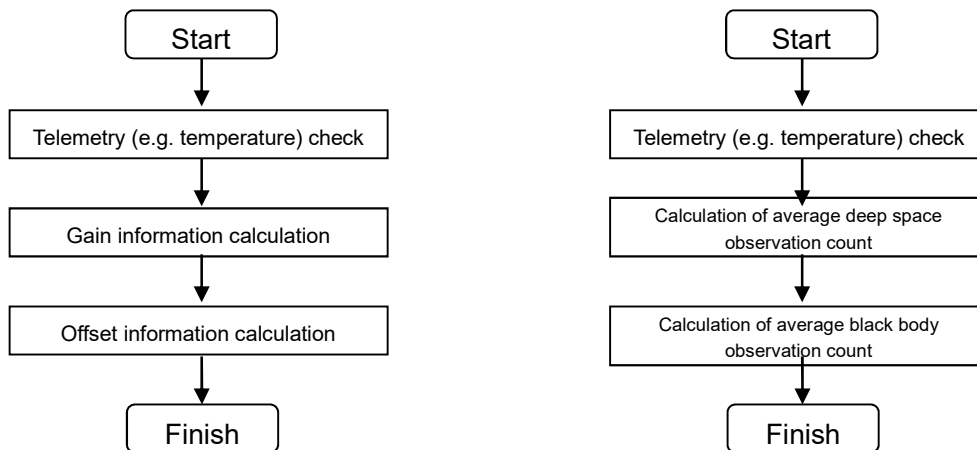 Start
Telemetry (e.g. temperature) check
Gain information calculation
Offset information calculation
Finish
Start
Telemetry (e.g. temperature) check
Calculation of average deep space
observation count
Calculation of average black body
observation count
Finish